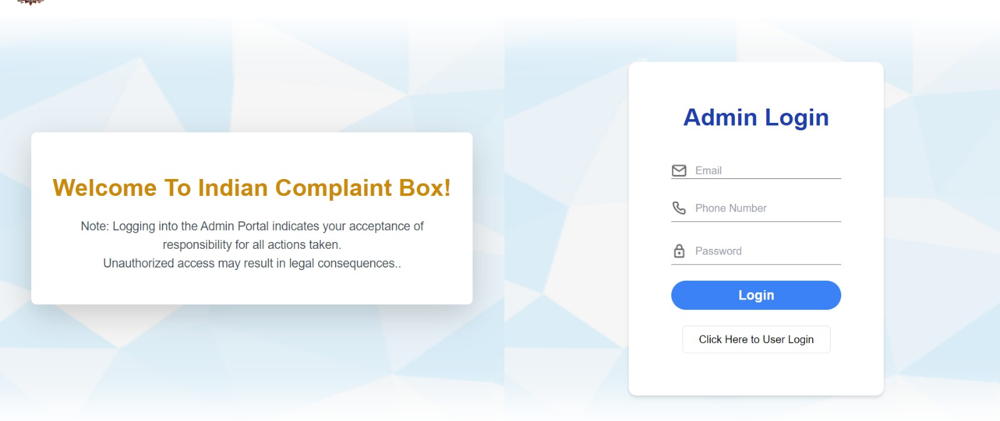 Welcome To Indian Complaint Box!
Note: Logging into the Admin Portal indicates your acceptance of
responsibility for all actions taken.
Unauthorized access may result in legal consequences..
Admin Login
Email
Phone Number
Password
Login
Click Here to User Login